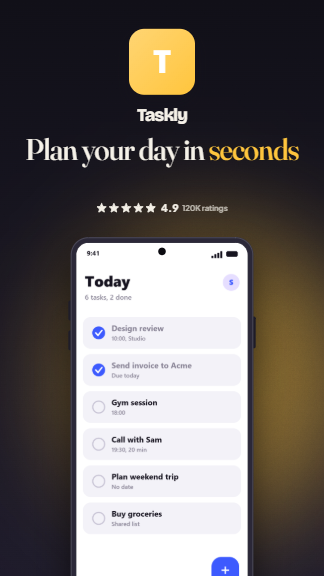 T
Taskly
Plan your day in seconds
★★★★★ 4.9 120K ratings
9:41
Today
S
6 tasks, 2 done
Design review
10:00, Studio
Send invoice to Acme
Due today
Gym session
18:00
Call with Sam
19:30, 20 min
Plan weekend trip
No date
Buy groceries
Shared list
+